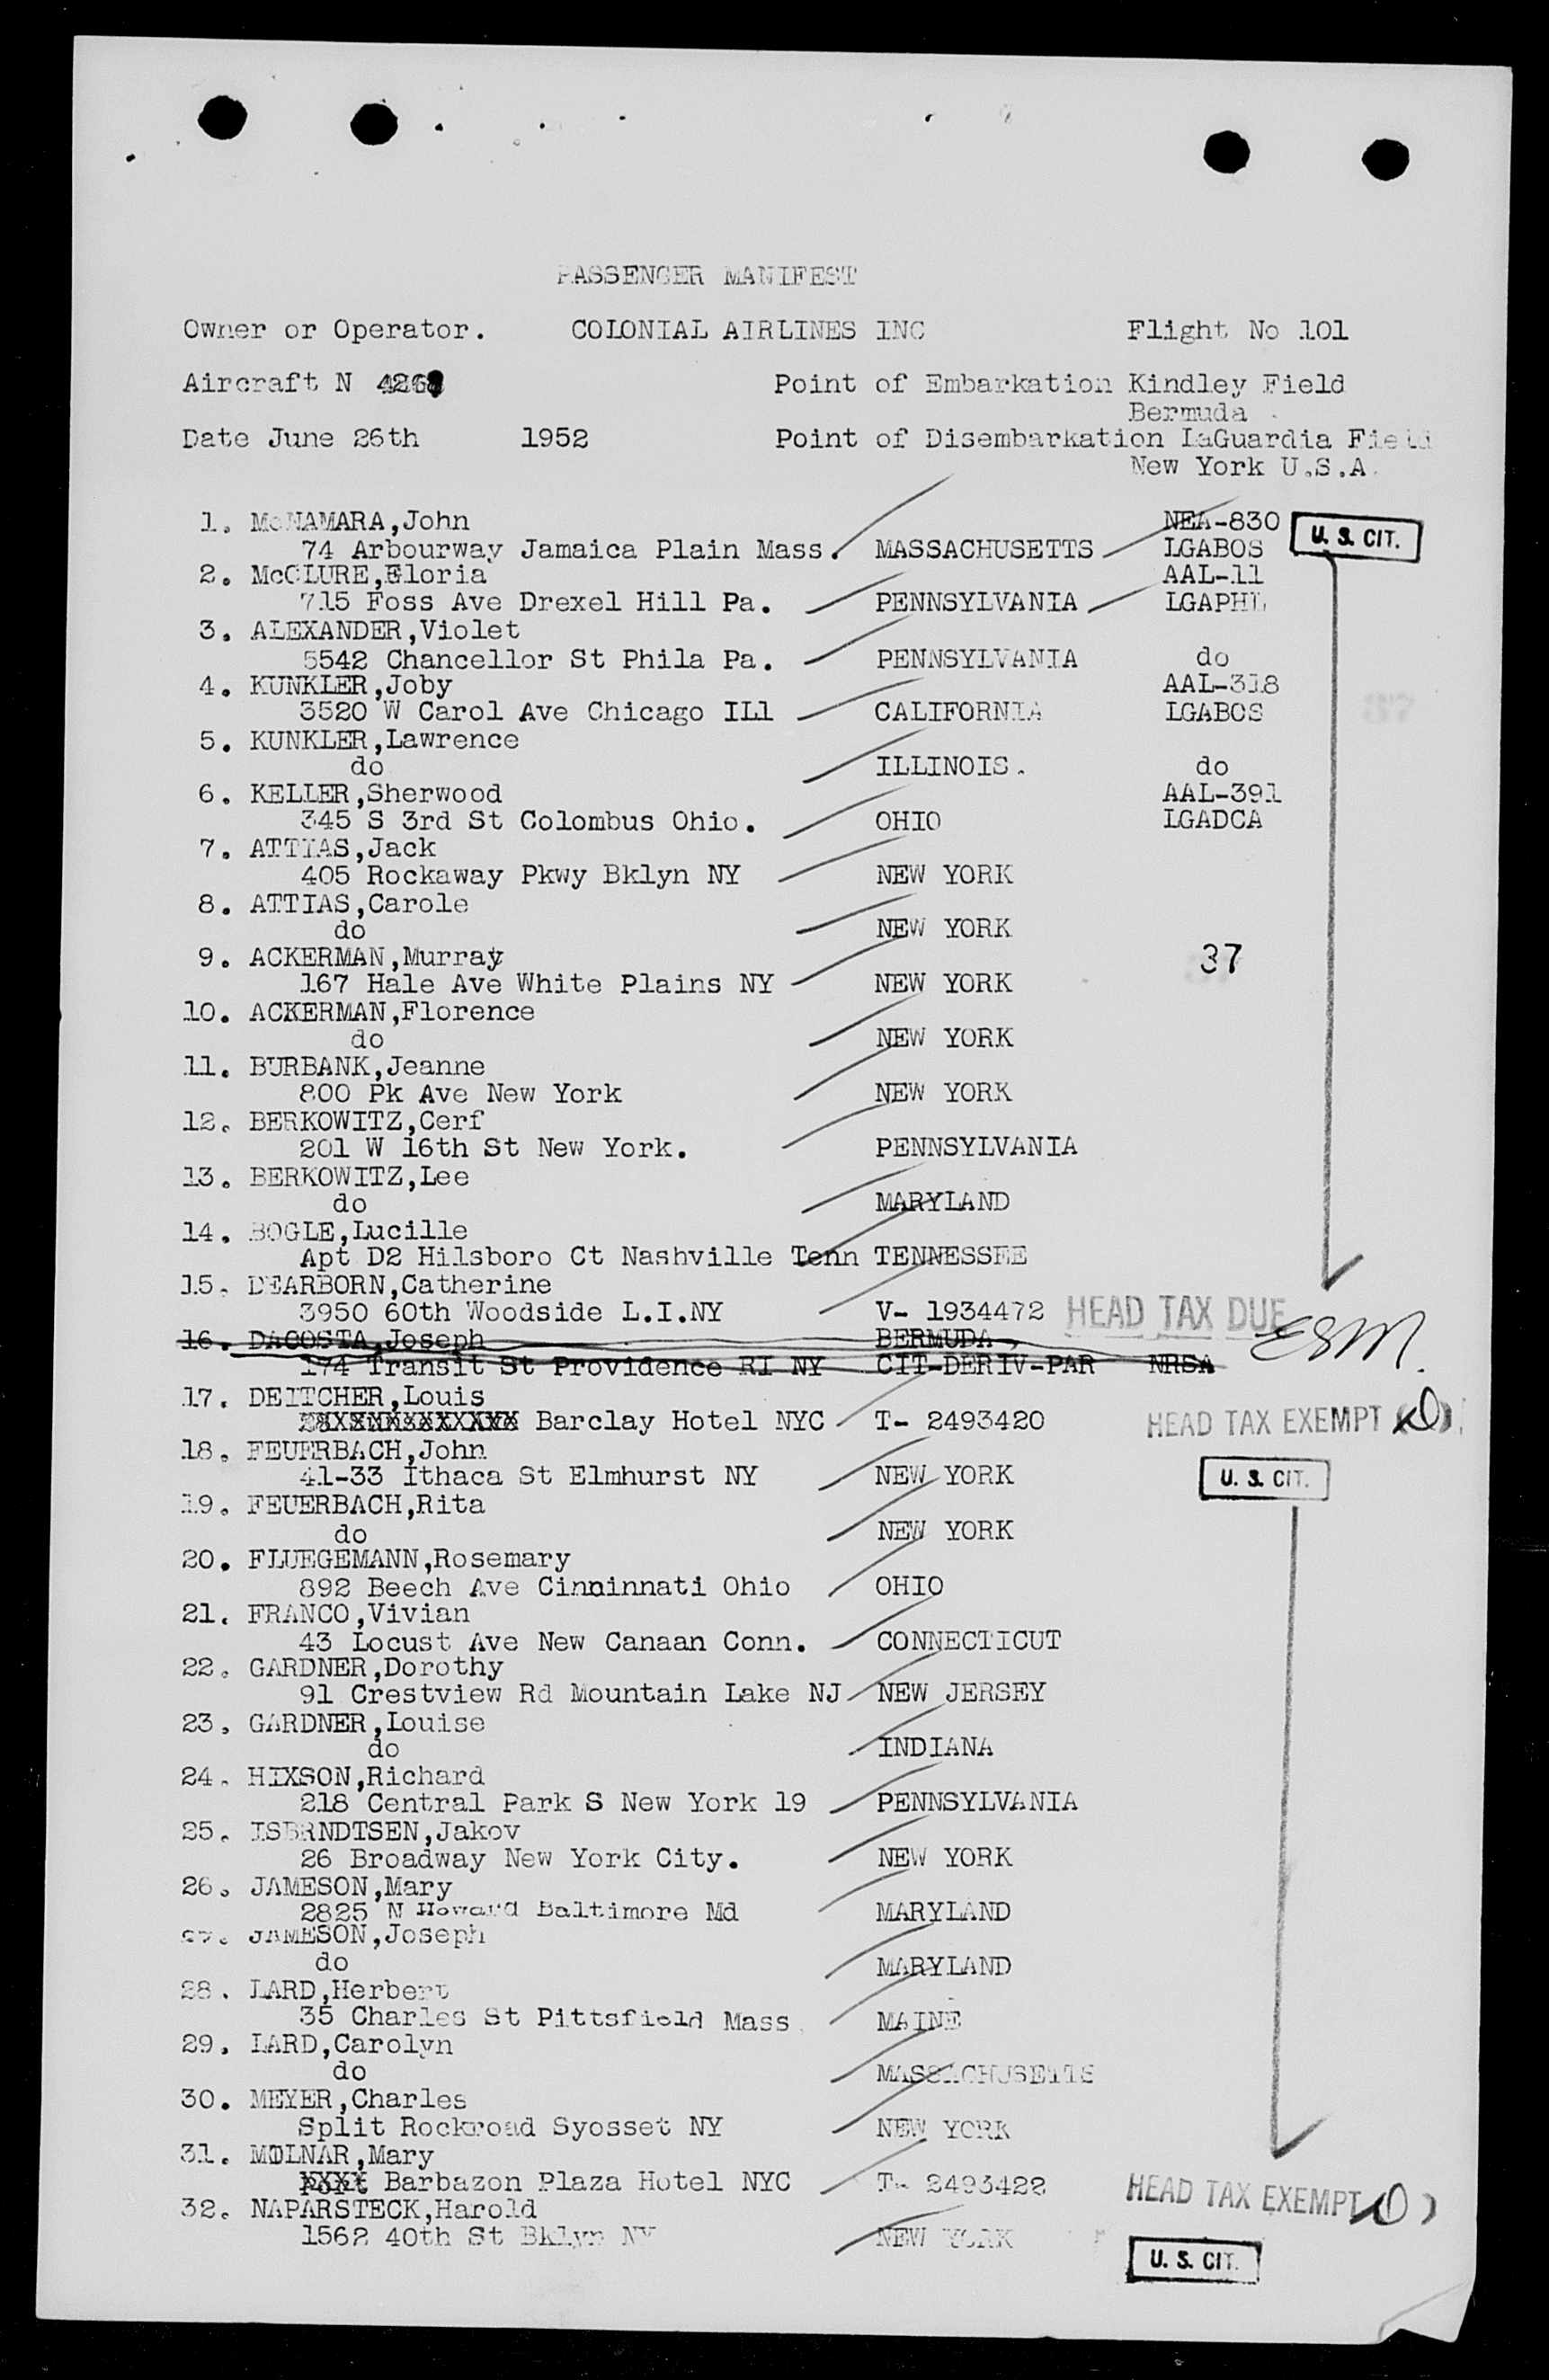 PASSENGER MANIFEST
Owner or Operator. COLONIAL AIRLINES INC Flight No 101
Aircraft N Point of Embarkation Kindley Field
Bermuda
Date June 26th 1952 Point of Disembarkation LaGuardia Field
New York U.S.A.
1. McNAMARA,John NEA-830
74 Arbourway Jamaica Plain Mass. MASSACHUSETTS LGABOS U. S. CIT.
2. McCLURE, AAL-11
715 Foss Ave Drexel Hill Pa. PENNSYLVANIA LGAPHL
3. ALEXANDER,Violet
5542 Chancellor St Phila Pa. PENNSYLVANIA do
4. KUNKLER,Joby AAL-318
3520 W Carol Ave Chicago ILl CALIFORNIA LGABOS
37
5. KUNKLER,Lawrence
do ILLINOIS. do
6. KELLER,Sherwood AAL-391
345 S 3rd St Colombus Ohio. OHIO LGADCA
7. ATTIAS,Jack
405 Rockaway Pkwy Bklyn NY NEW YORK
8. ATTIAS,Carole
do NEW YORK
9. ACKERMAN,Murray 37
167 Hale Ave White Plains NY NEW YORK
10. ACKERMAN,Florence
do NEW YORK
11. BURBANK,Jeanne
800 Pk Ave New York NEW YORK
12. BERKOWITZ,Cerf
201 W 16th St New York. PENNSYLVANIA
13. BERKOWITZ,Lee
do MARYLAND
14. BOGLE,Lucille
Apt D2 Hilsboro Ct Nashville Tenn TENNESSEE
15. DEARBORN,Catherine
3950 60th Woodside L.I.NY V- 1934472 HEAD TAX DUE
16. DACOSTA,Joseph BERMUDA, ESM.
174 Transit St Providence RI NY CIT-DERIV-PAR NRSA
17. DEITCHER,Louis
Barclay Hotel NYC T- 2493420 HEAD TAX EXEMPT
18. FEUERBACH,John
41-33 Ithaca St Elmhurst NY NEW YORK U. S. CIT.
19. FEUERBACH,Rita
do NEW YORK
20. FLUEGEMANN,Rosemary
892 Beech Ave Cinninnati Ohio OHIO
21. FRANCO,Vivian
43 Locust Ave New Canaan Conn. CONNECTICUT
22. GARDNER,Dorothy
91 Crestview Rd Mountain Lake NJ NEW JERSEY
23. GARDNER,Louise
do INDIANA
24. HIXSON,Richard
218 Central Park S New York 19 PENNSYLVANIA
25. ISBRNDTSEN,Jakov
26 Broadway New York City. NEW YORK
26. JAMESON,Mary
2825 N Howard Baltimore Md MARYLAND
27. JAMESON,Joseph
do MARYLAND
28. LARD,Herbert
35 Charles St Pittsfield Mass. MAINE
29. LARD,Carolyn
do MASSACHUSETTS
30. MEYER,Charles
Split Rockroad Syosset NY NEW YORK
31. MOLNAR,Mary
Barbazon Plaza Hotel NYC T- 2493422 HEAD TAX EXEMPT
32. NAPARSTECK,Harold
1562 40th St Bklyn NY NEW YORK
U. S. CIT.